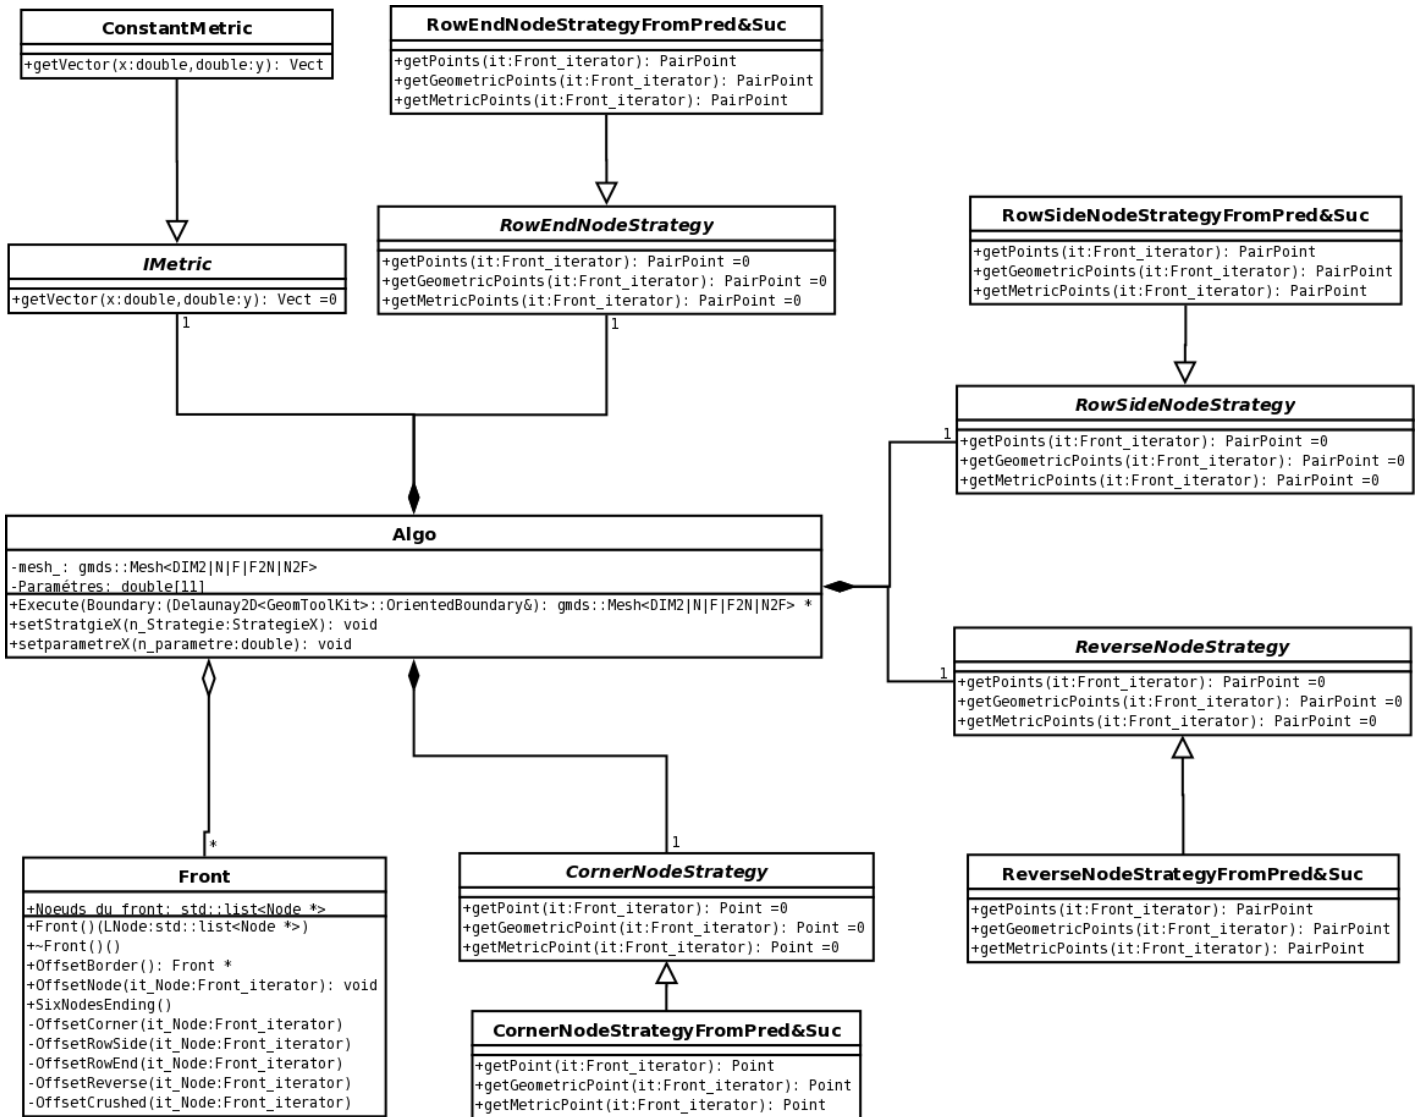 ConstantMetric
+getVector(x:double,double:y): Vect
RowEndNodeStrategyFromPred&Suc
+getPoints(it:Front_iterator): PairPoint
+getGeometricPoints(it:Front_iterator): PairPoint
+getMetricPoints(it:Front_iterator): PairPoint
IMetric
+getVector(x:double,double:y): Vect =0
1
RowEndNodeStrategy
+getPoints(it:Front_iterator): PairPoint =0
+getGeometricPoints(it:Front_iterator): PairPoint =0
+getMetricPoints(it:Front_iterator): PairPoint =0
1
RowSideNodeStrategyFromPred&Suc
+getPoints(it:Front_iterator): PairPoint
+getGeometricPoints(it:Front_iterator): PairPoint
+getMetricPoints(it:Front_iterator): PairPoint
RowSideNodeStrategy
+getPoints(it:Front_iterator): PairPoint =0
+getGeometricPoints(it:Front_iterator): PairPoint =0
+getMetricPoints(it:Front_iterator): PairPoint =0
1
Algo
-mesh_: gmds::Mesh<DIM2|N|F|F2N|N2F>
-Paramétres: double[11]
+Execute(Boundary:(Delaunay2D<GeomToolKit>::OrientedBoundary&): gmds::Mesh<DIM2|N|F|F2N|N2F> *
+setStratgieX(n_Strategie:StrategieX): void
+setparametreX(n_parametre:double): void
ReverseNodeStrategy
+getPoints(it:Front_iterator): PairPoint =0
+getGeometricPoints(it:Front_iterator): PairPoint =0
+getMetricPoints(it:Front_iterator): PairPoint =0
1
ReverseNodeStrategyFromPred&Suc
+getPoints(it:Front_iterator): PairPoint
+getGeometricPoints(it:Front_iterator): PairPoint
+getMetricPoints(it:Front_iterator): PairPoint
*
Front
+Noeuds du front: std::list<Node *>
+Front()(LNode:std::list<Node *>)
+~Front()()
+OffsetBorder(): Front *
+OffsetNode(it_Node:Front_iterator): void
+SixNodesEnding()
-OffsetCorner(it_Node:Front_iterator)
-OffsetRowSide(it_Node:Front_iterator)
-OffsetRowEnd(it_Node:Front_iterator)
-OffsetReverse(it_Node:Front_iterator)
-OffsetCrushed(it_Node:Front_iterator)
1
CornerNodeStrategy
+getPoint(it:Front_iterator): Point =0
+getGeometricPoint(it:Front_iterator): Point =0
+getMetricPoint(it:Front_iterator): Point =0
CornerNodeStrategyFromPred&Suc
+getPoint(it:Front_iterator): Point
+getGeometricPoint(it:Front_iterator): Point
+getMetricPoint(it:Front_iterator): Point